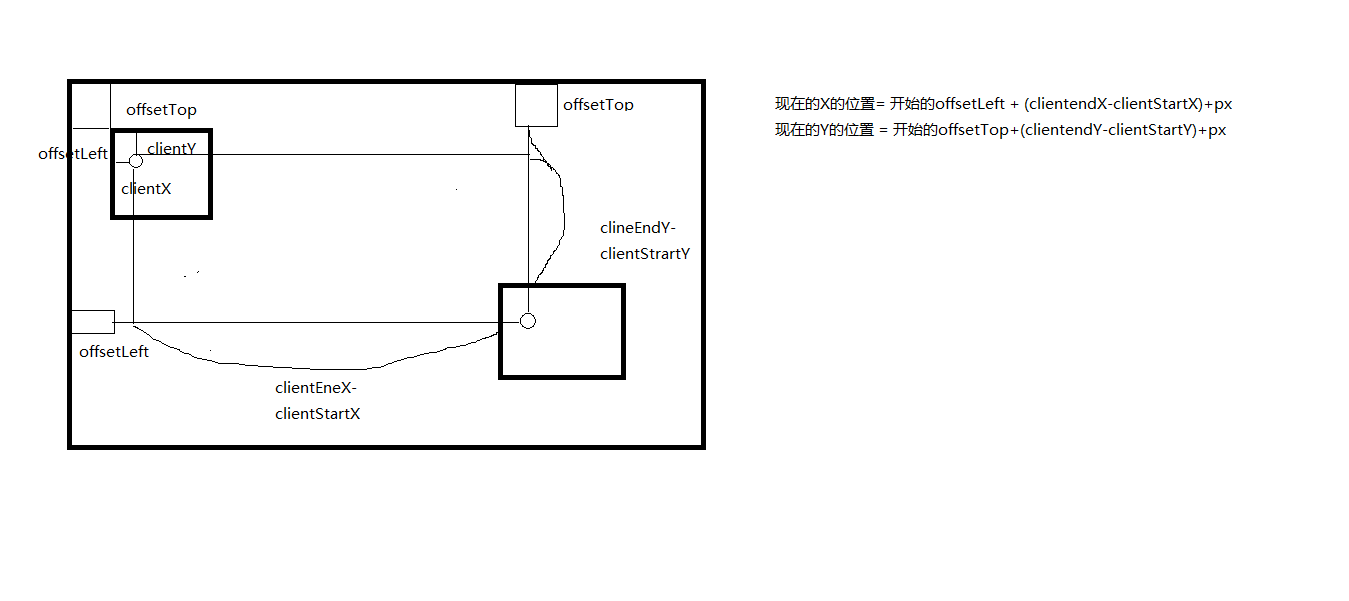 offsetTop
offsetTop
现在的X的位置= 开始的offsetLeft + (clientendX-clientStartX)+px
现在的Y的位置 = 开始的offsetTop+(clientendY-clientStartY)+px
offsetLeft
clientY
clientX
clineEndY-
clientStrartY
offsetLeft
clientEneX-
clientStartX